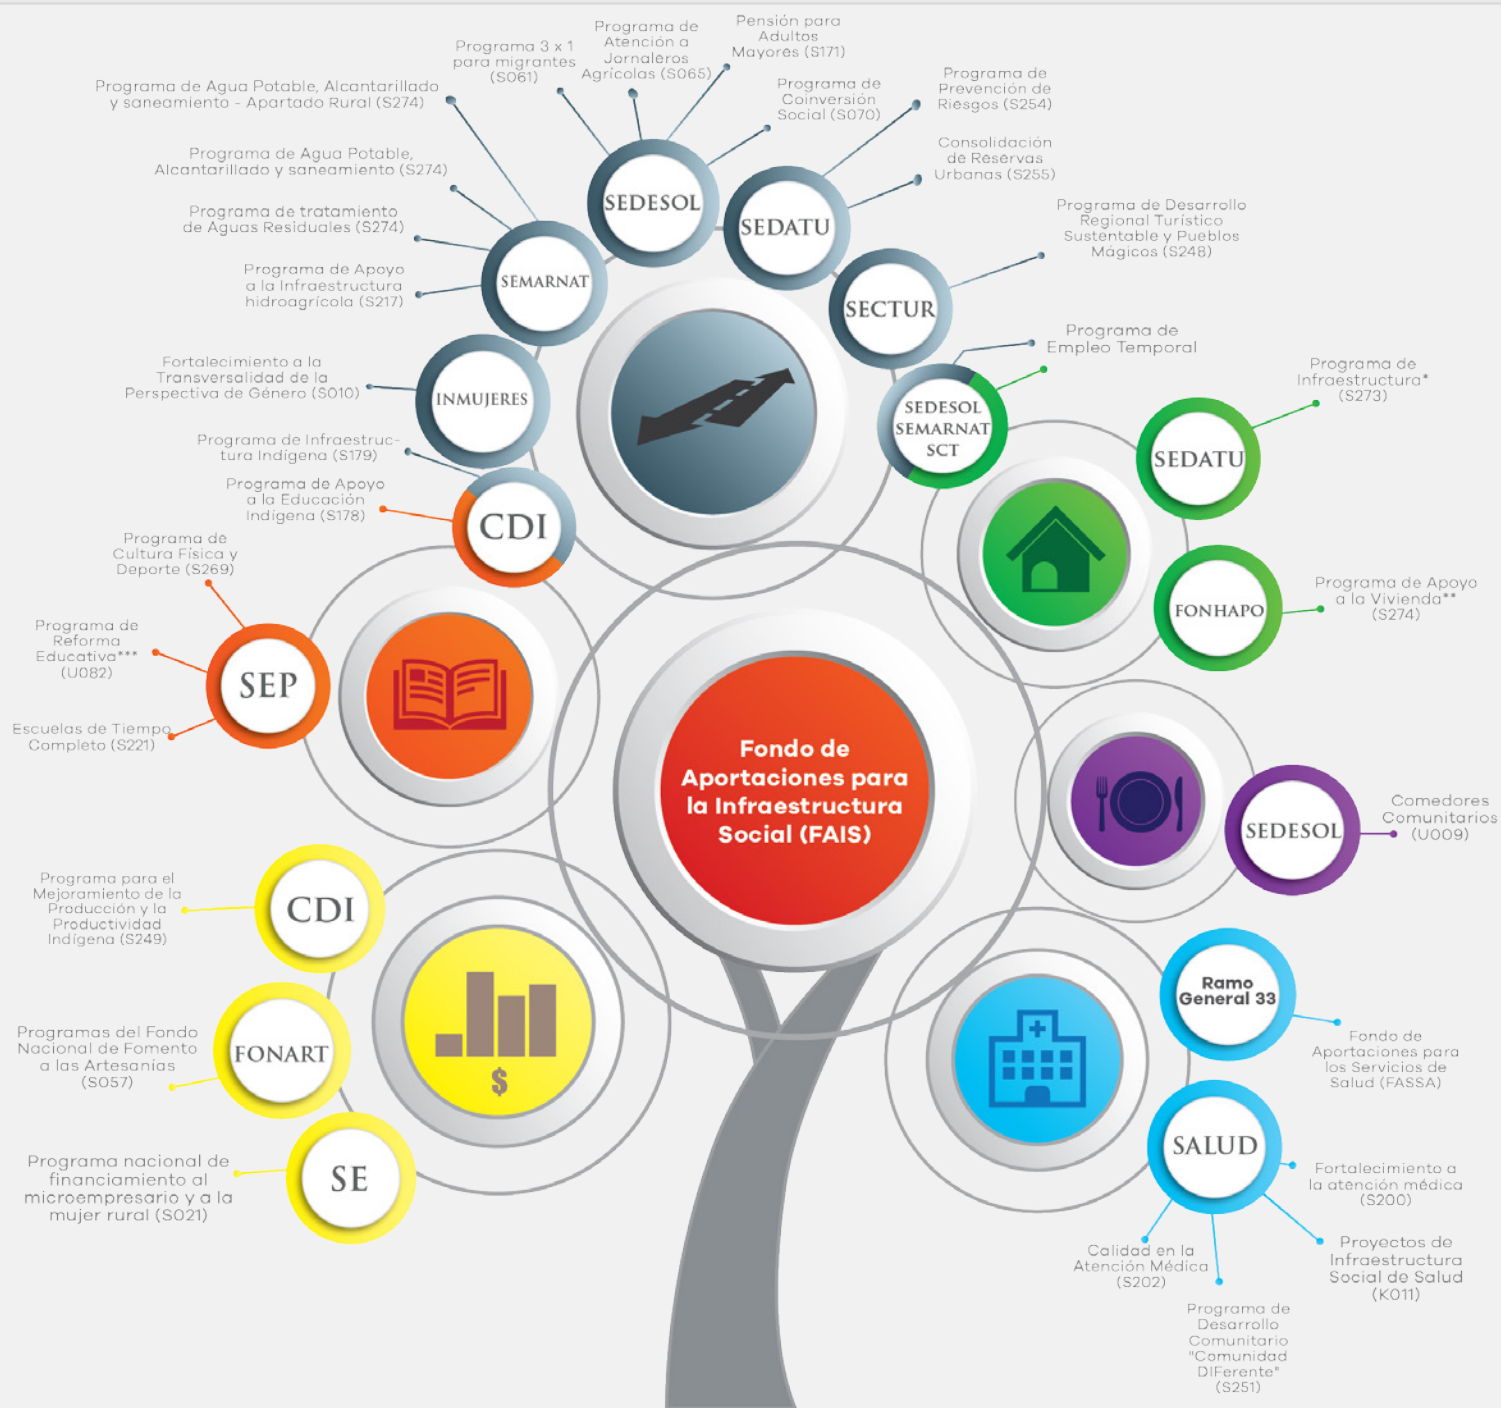 Programa 3 x 1
para migrantes
(S061)
Programa de
Atención a
Jornaleros
Agrícolas (S065)
Pensión para
Adultos
Mayores (S171)
Programa de
Coinversión
Social (S070)
Programa de
Prevención de
Riesgos (S254)
Consolidación
de Reservas
Urbanas (S255)
Programa de Desarrollo
Regional Turístico
Sustentable y Pueblos
Mágicos (S248)
Programa de
Empleo Temporal
Programa de Agua Potable, Alcantarillado
y saneamiento - Apartado Rural (S274)
Programa de Agua Potable,
Alcantarillado y saneamiento (S274)
Programa de tratamiento
de Aguas Residuales (S274)
Programa de Apoyo
a la Infraestructura
hidroagrícola (S217)
Fortalecimiento a la
Transversalidad de la
Perspectiva de Género (S010)
Programa de Infraestruc-
tura Indígena (S179)
Programa de Apoyo
a la Educación
Indígena (S178)
SEDESOL
SEDATU
SEMARNAT
SECTUR
INMUJERES
SEDESOL
SEMARNAT
SCT
CDI
Programa de
Infraestructura*
(S273)
SEDATU
FONHAPO
Programa de Apoyo
a la Vivienda**
(S274)
Programa de
Cultura Física y
Deporte (S269)
Programa de
Reforma
Educativa***
(U082)
Escuelas de Tiempo
Completo (S221)
SEP
Fondo de
Aportaciones para
la Infraestructura
Social (FAIS)
SEDESOL
Comedores
Comunitarios
(U009)
Programa para el
Mejoramiento de la
Producción y la
Productividad
Indígena (S249)
CDI
Programas del Fondo
Nacional de Fomento
a las Artesanías
(S057)
FONART
Programa nacional de
financiamiento al
microempresario y a la
mujer rural (S021)
SE
$
Ramo
General 33
Fondo de
Aportaciones para
los Servicios de
Salud (FASSA)
SALUD
Fortalecimiento a
la atención médica
(S200)
Proyectos de
Infraestructura
Social de Salud
(K011)
Calidad en la
Atención Médica
(S202)
Programa de
Desarrollo
Comunitario
"Comunidad
DIFerente"
(S251)